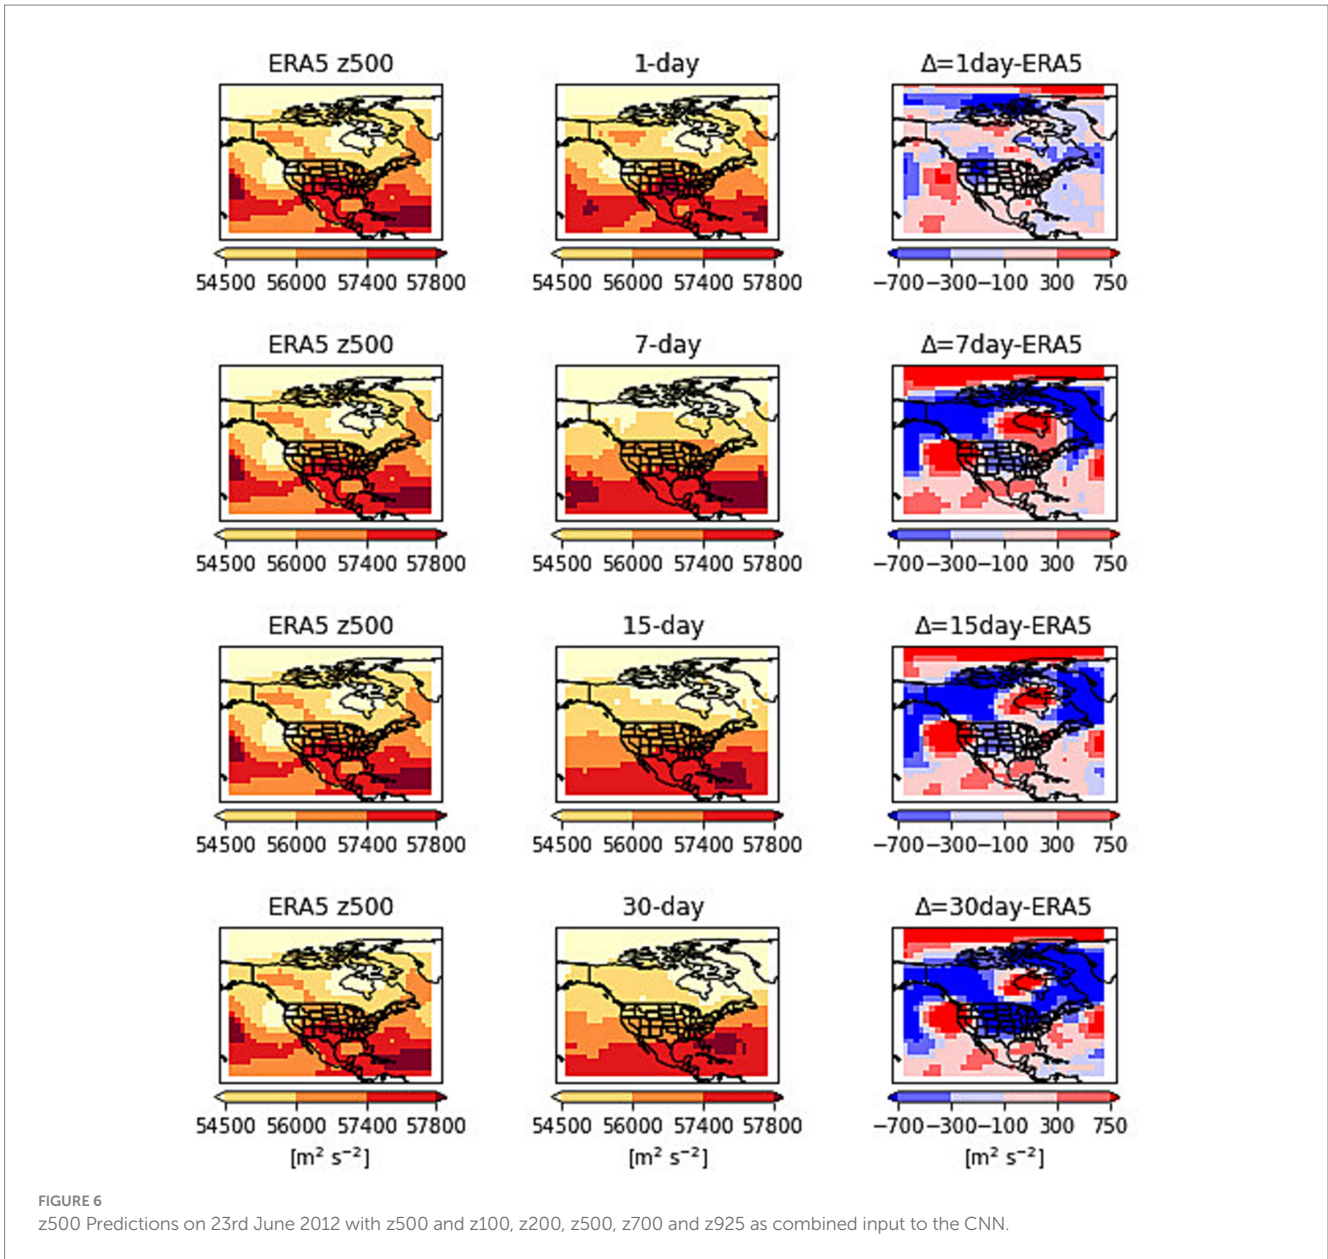 ERA5 z500 1-day Δ=1day-ERA5
54500 56000 57400 57800 54500 56000 57400 57800 −700 −300 −100 300 750
ERA5 z500 7-day Δ=7day-ERA5
54500 56000 57400 57800 54500 56000 57400 57800 −700 −300 −100 300 750
ERA5 z500 15-day Δ=15day-ERA5
54500 56000 57400 57800 54500 56000 57400 57800 −700 −300 −100 300 750
ERA5 z500 30-day Δ=30day-ERA5
54500 56000 57400 57800 54500 56000 57400 57800 −700 −300 −100 300 750
[m² s⁻²] [m² s⁻²] [m² s⁻²]
FIGURE 6
z500 Predictions on 23rd June 2012 with z500 and z100, z200, z500, z700 and z925 as combined input to the CNN.